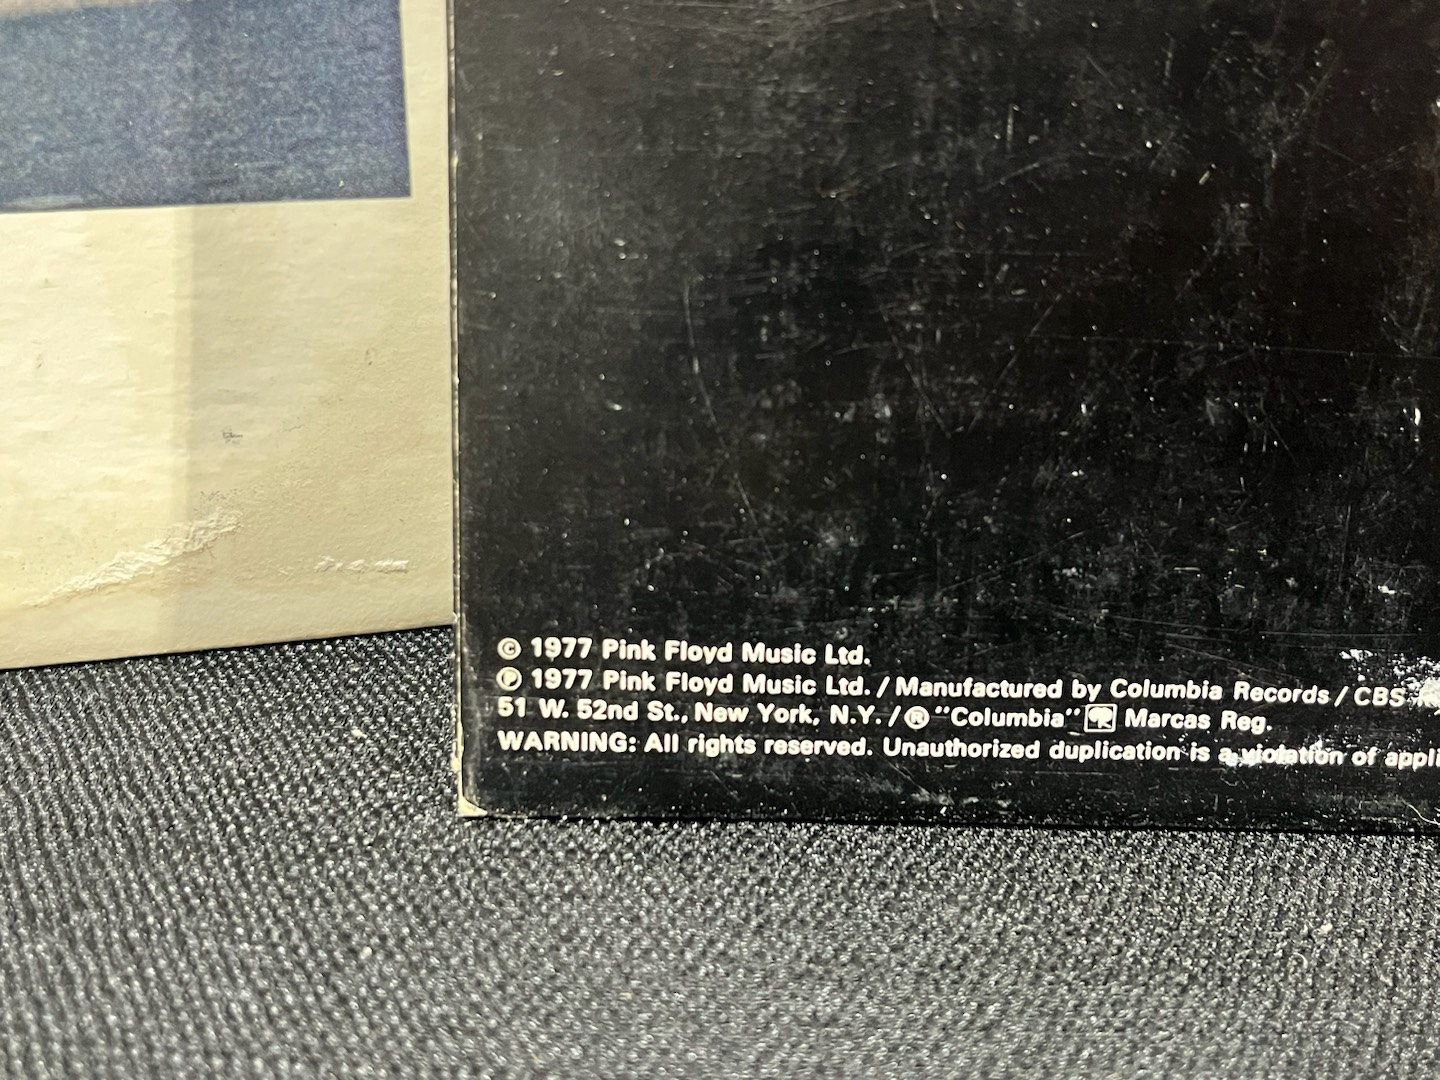 © 1977 Pink Floyd Music Ltd.
℗ 1977 Pink Floyd Music Ltd. / Manufactured by Columbia Records / CBS
51 W. 52nd St., New York, N.Y. / ® "Columbia" Marcas Reg.
WARNING: All rights reserved. Unauthorized duplication is a violation of appli